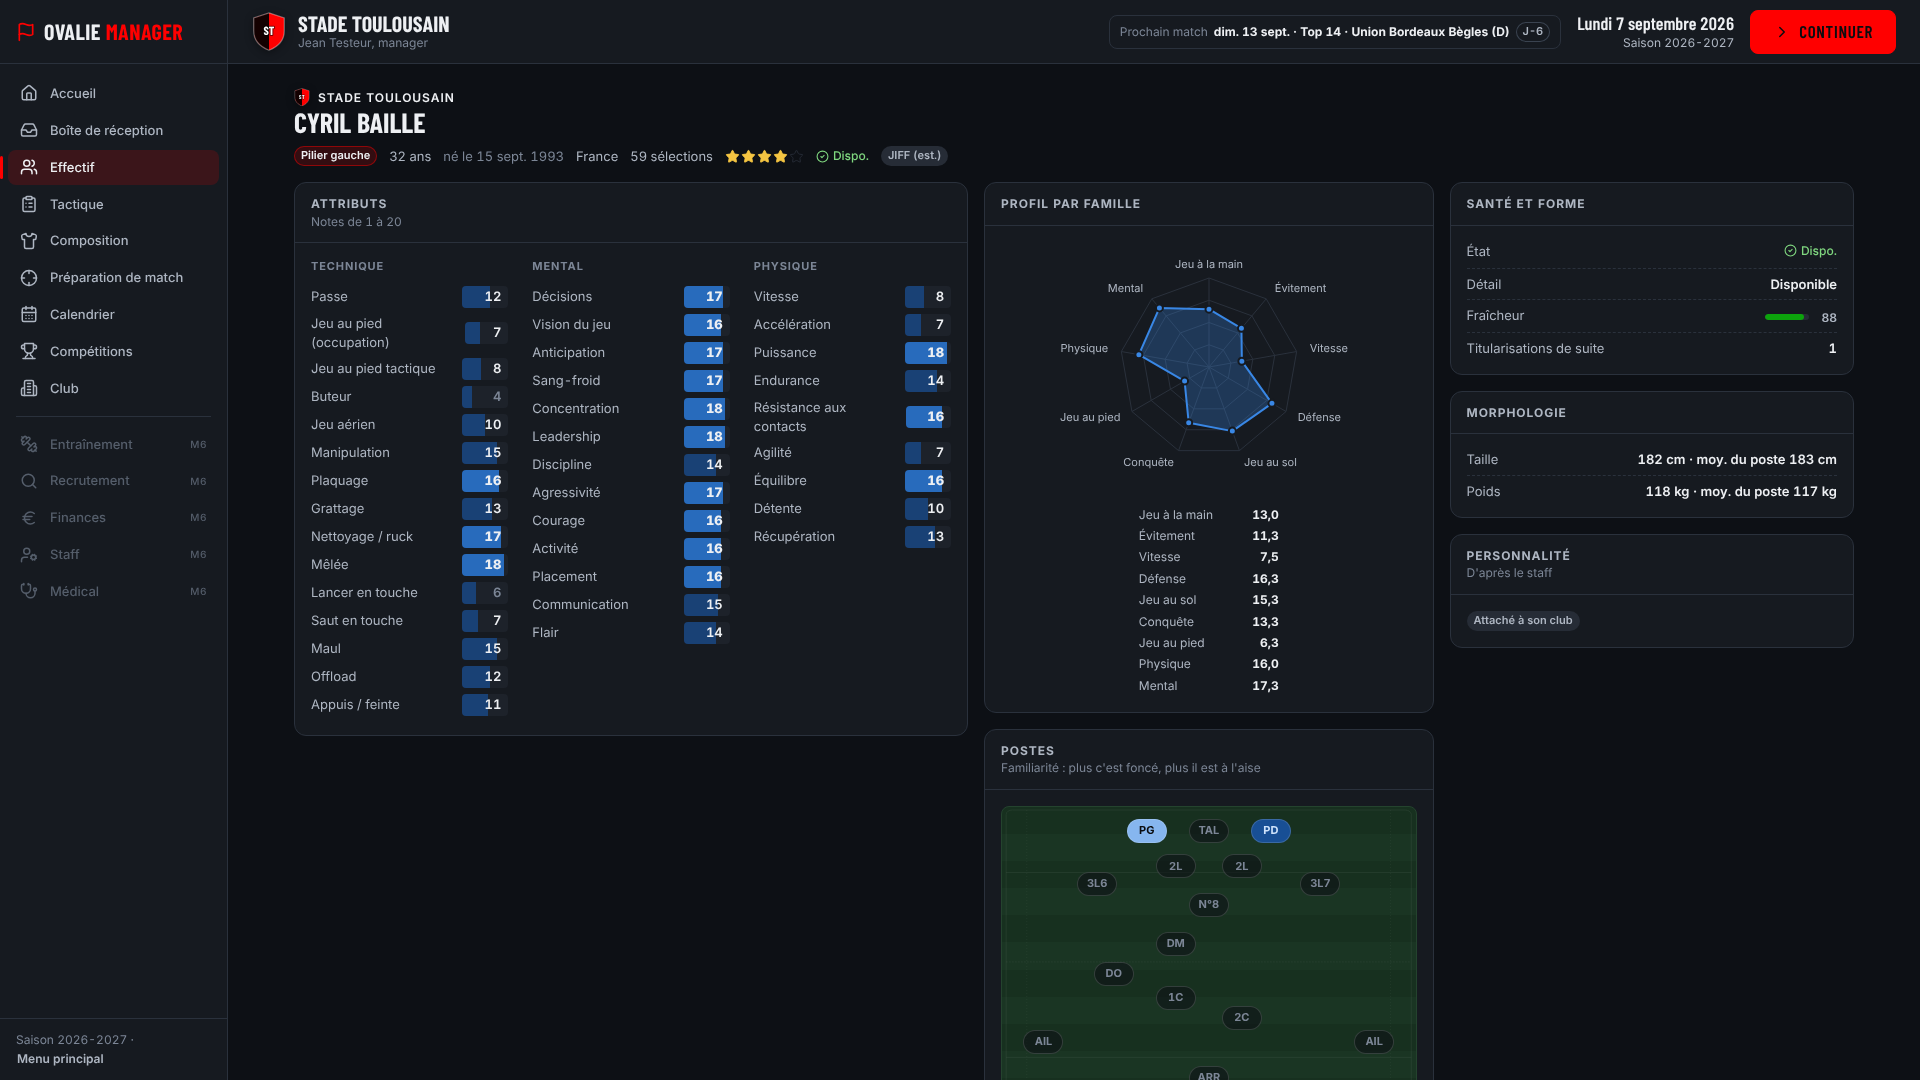 OVALIE MANAGER
ST
STADE TOULOUSAIN
Jean Testeur, manager
Prochain match dim. 13 sept. · Top 14 · Union Bordeaux Bègles (D) J-6
Lundi 7 septembre 2026
Saison 2026-2027
CONTINUER
Accueil
Boîte de réception
Effectif
Tactique
Composition
Préparation de match
Calendrier
Compétitions
Club
Entraînement M6
Recrutement M6
Finances M6
Staff M6
Médical M6
Saison 2026-2027 ·
Menu principal
ST STADE TOULOUSAIN
CYRIL BAILLE
Pilier gauche 32 ans né le 15 sept. 1993 France 59 sélections Dispo. JIFF (est.)
ATTRIBUTS
Notes de 1 à 20
TECHNIQUE
Passe 12
Jeu au pied
(occupation) 7
Jeu au pied tactique 8
Buteur 4
Jeu aérien 10
Manipulation 15
Plaquage 16
Grattage 13
Nettoyage / ruck 17
Mêlée 18
Lancer en touche 6
Saut en touche 7
Maul 15
Offload 12
Appuis / feinte 11
MENTAL
Décisions 17
Vision du jeu 16
Anticipation 17
Sang-froid 17
Concentration 18
Leadership 18
Discipline 14
Agressivité 17
Courage 16
Activité 16
Placement 16
Communication 15
Flair 14
PHYSIQUE
Vitesse 8
Accélération 7
Puissance 18
Endurance 14
Résistance aux
contacts 16
Agilité 7
Équilibre 16
Détente 10
Récupération 13
PROFIL PAR FAMILLE
Jeu à la main
Mental
Évitement
Physique
Vitesse
Jeu au pied
Défense
Conquête
Jeu au sol
Jeu à la main 13,0
Évitement 11,3
Vitesse 7,5
Défense 16,3
Jeu au sol 15,3
Conquête 13,3
Jeu au pied 6,3
Physique 16,0
Mental 17,3
POSTES
Familiarité : plus c'est foncé, plus il est à l'aise
PG TAL PD
2L 2L
3L6 3L7
N°8
DM
DO
1C
2C
AIL AIL
ARR
SANTÉ ET FORME
État Dispo.
Détail Disponible
Fraîcheur 88
Titularisations de suite 1
MORPHOLOGIE
Taille 182 cm · moy. du poste 183 cm
Poids 118 kg · moy. du poste 117 kg
PERSONNALITÉ
D'après le staff
Attaché à son club